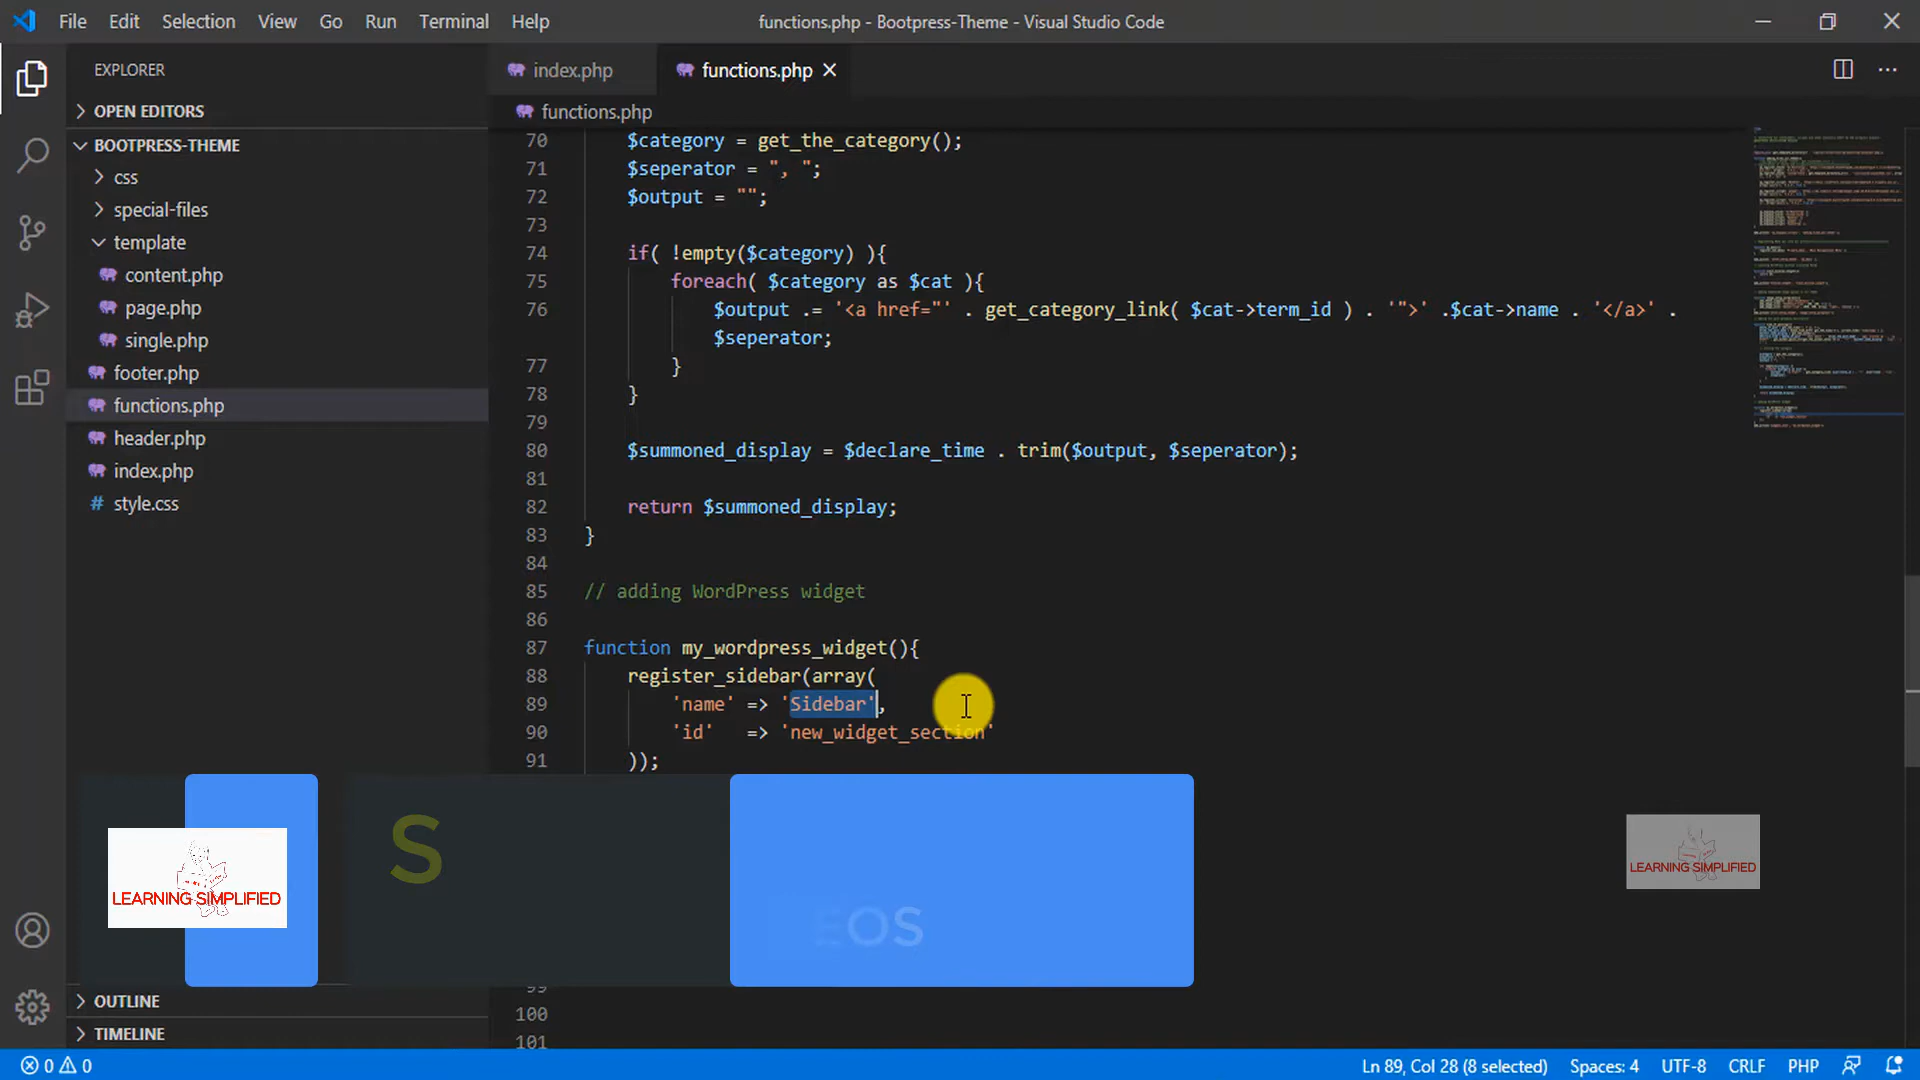 File Edit Selection View Go Run Terminal Help
functions.php - Bootpress-Theme - Visual Studio Code
EXPLORER
OPEN EDITORS
BOOTPRESS-THEME
css
special-files
template
content.php
page.php
single.php
footer.php
functions.php
header.php
index.php
style.css
OUTLINE
TIMELINE
index.php functions.php
functions.php
70 $category = get_the_category();
71 $seperator = ", ";
72 $output = "";
73
74 if( !empty($category) ){
75 foreach( $category as $cat ){
76 $output .= '<a href="' . get_category_link( $cat->term_id ) . '">' .$cat->name . '</a>' .
$seperator;
77 }
78 }
79
80 $summoned_display = $declare_time . trim($output, $seperator);
81
82 return $summoned_display;
83 }
84
85 // adding WordPress widget
86
87 function my_wordpress_widget(){
88 register_sidebar(array(
89 'name' => 'Sidebar',
90 'id' => 'new_widget_section'
91 ));
99
100
101
LEARNING SIMPLIFIED
S
EOS
LEARNING SIMPLIFIED
0 0
Ln 89, Col 28 (8 selected) Spaces: 4 UTF-8 CRLF PHP